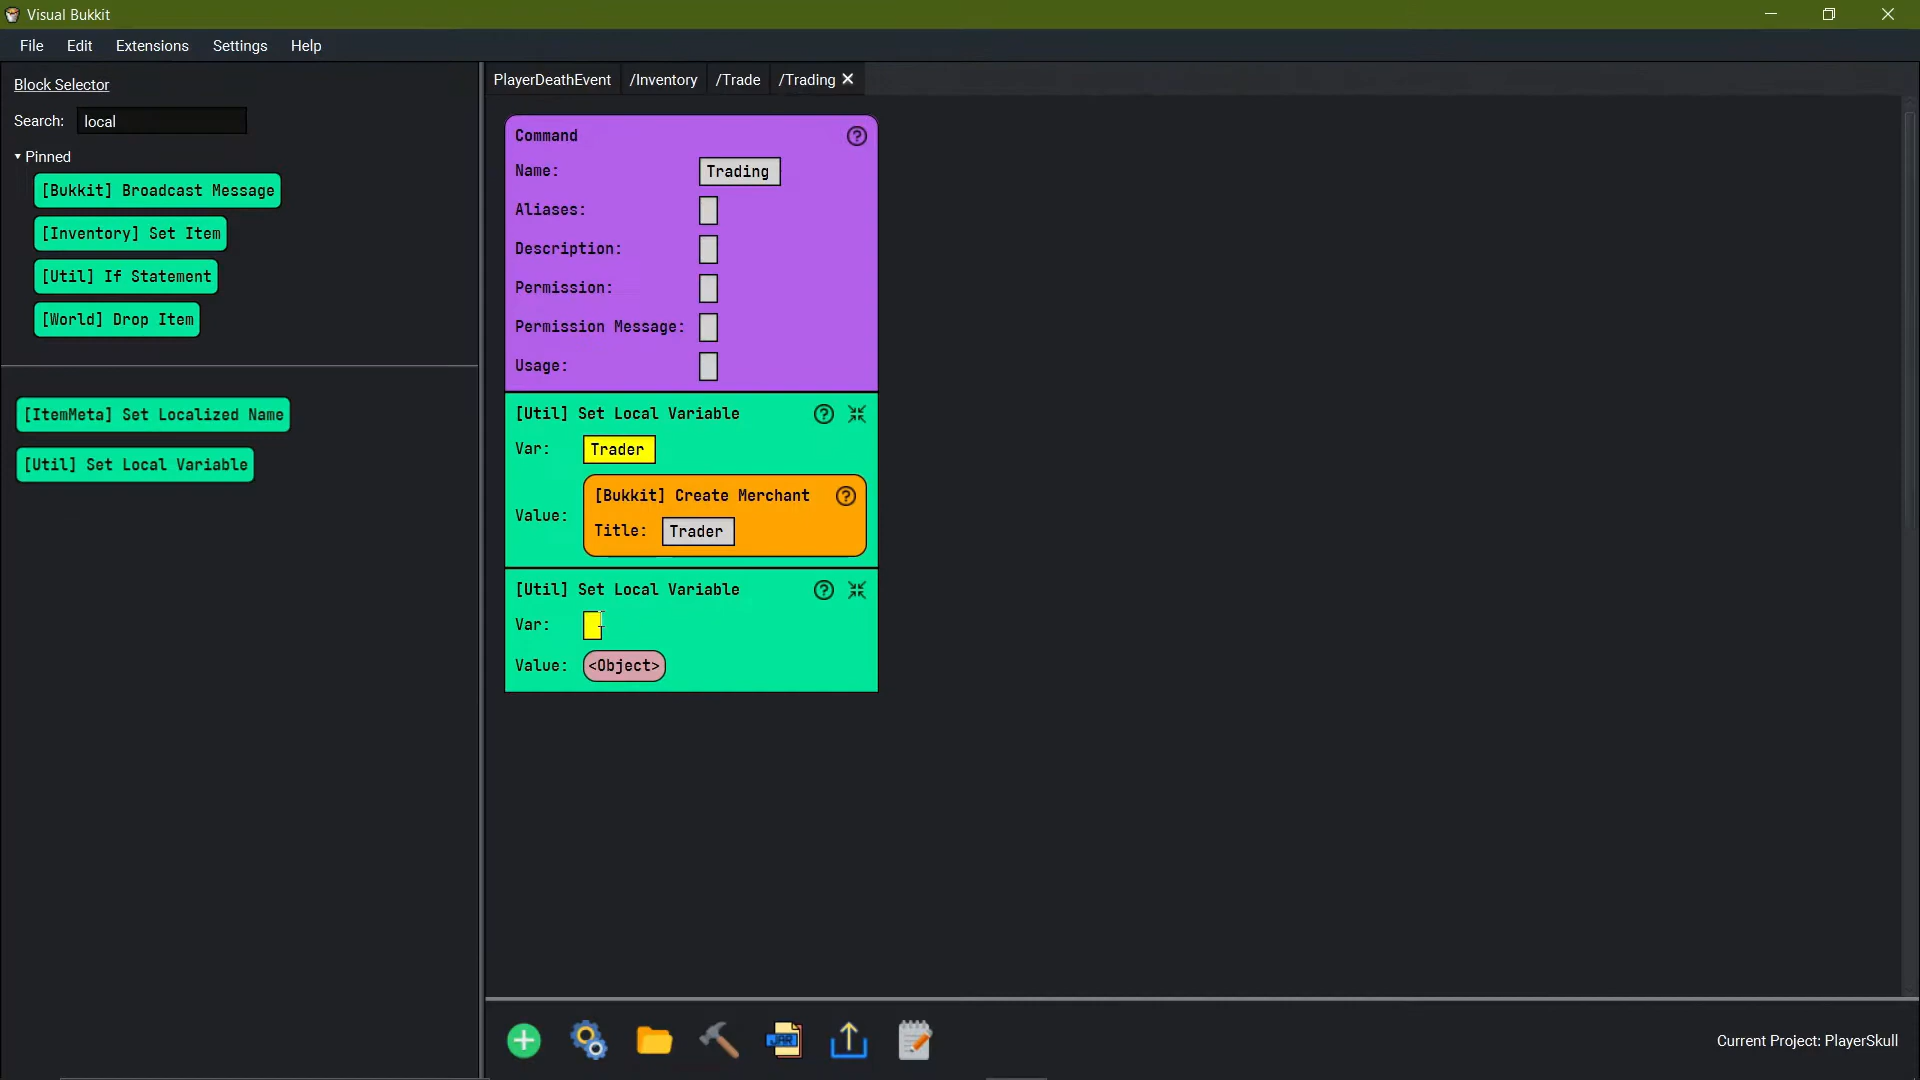 Visual Bukkit
File Edit Extensions Settings Help
Block Selector
Search: local
Pinned
[Bukkit] Broadcast Message
[Inventory] Set Item
[Util] If Statement
[World] Drop Item
[ItemMeta] Set Localized Name
[Util] Set Local Variable
PlayerDeathEvent /Inventory /Trade /Trading
Command
Name: Trading
Aliases:
Description:
Permission:
Permission Message:
Usage:
[Util] Set Local Variable
Var: Trader
Value:
[Bukkit] Create Merchant
Title: Trader
[Util] Set Local Variable
Var:
Value: <Object>
JAR
Current Project: PlayerSkull